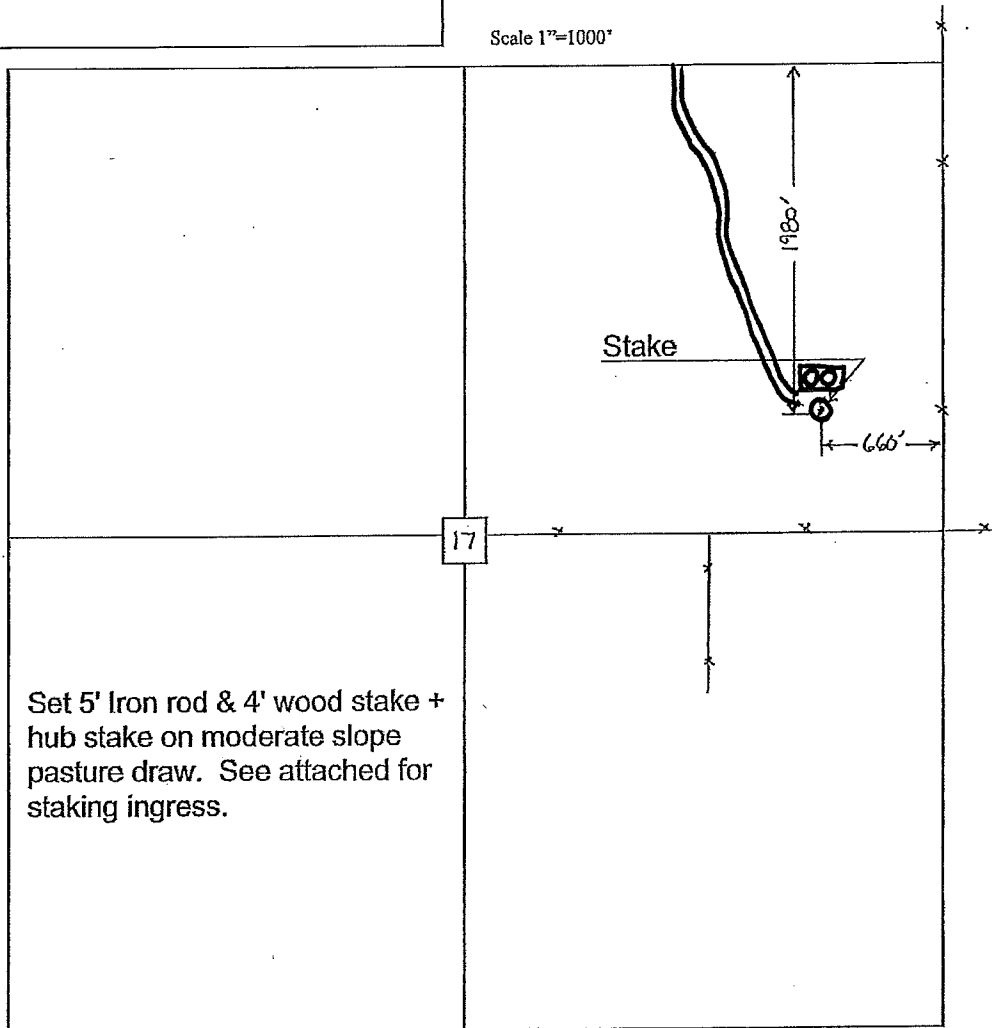 Scale 1"=1000'
1980'
Stake
660'
17
Set 5' Iron rod & 4' wood stake +
hub stake on moderate slope
pasture draw. See attached for
staking ingress.